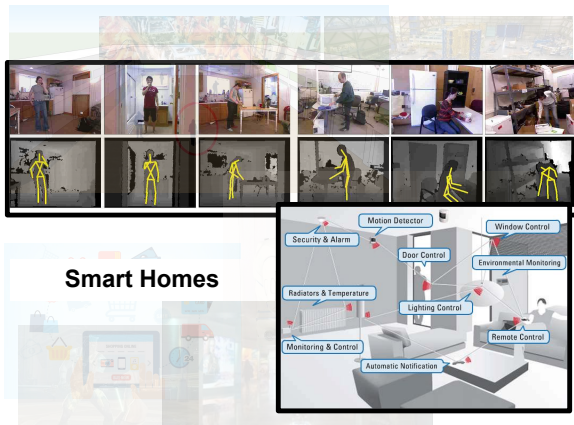 Motion Detector
Window Control
Security & Alarm
Door Control
Environmental Monitoring
Smart Homes
Radiators & Temperature
Lighting Control
Monitoring & Control
Remote Control
Automatic Notification